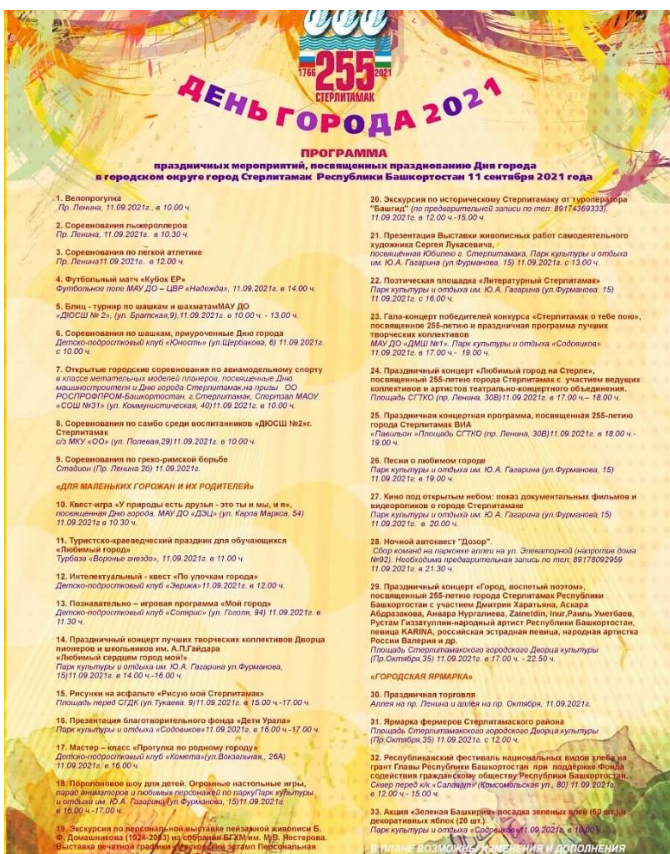 1766 255 2021
СТЕРЛИТАМАК
ДЕНЬ ГОРОДА 2021
ПРОГРАММА
праздничных мероприятий, посвященных празднованию Дня города
в городском округе город Стерлитамак Республики Башкортостан 11 сентября 2021 года
1. Велопрогулка
Пр. Ленина, 11.09.2021г., в 10.00 ч.
2. Соревнования лыжероллеров
Пр. Ленина, 11.09.2021г. в 10.30 ч.
3. Соревнования по легкой атлетике
Пр. Ленина11.09.2021г. в 12.00 ч.
4. Футбольный матч «Кубок ЕР»
Футбольное поле МАУ ДО – ЦВР «Надежда», 11.09.2021г. в 14.00 ч.
5. Блиц - турнир по шашкам и шахматамМАУ ДО
«ДЮСШ № 2», (ул. Братская,9),11.09.2021г. в 10.00 ч. - 13.00 ч.
6. Соревнования по шашкам, приуроченные Дню города
Детско-подростковый клуб «Юность» (ул.Щербакова, 6) 11.09.2021г.
с 10.00 ч.
7. Открытые городские соревнования по авиамодельному спорту
в классе метательных моделей планеров, посвященные Дню
машиностроителя и Дню города Стерлитамак,на призы ОО
РОСПРОФПРОМ-Башкортостан, г.Стерлитамак, Спортзал МАОУ
«СОШ №31» (ул. Коммунистическая, 40)11.09.2021г. в 10.00 ч.
8. Соревнования по самбо среди воспитанников «ДЮСШ №2»г.
Стерлитамак
с/з МКУ «ОО» (ул. Полевая,29)11.09.2021г. в 10.00 ч.
9. Соревнования по греко-римской борьбе
Стадион (Пр. Ленина 2б) 11.09.2021г.
«ДЛЯ МАЛЕНЬКИХ ГОРОЖАН И ИХ РОДИТЕЛЕЙ»
10. Квест-игра «У природы есть друзья - это ты и мы, и я»,
посвященная Дню города, МАУ ДО «ДЭЦ» (ул. Карла Маркса, 54)
11.09.2021г в 10.30 ч.
11. Туристско-краеведческий праздник для обучающихся
«Любимый город»
Турбаза «Воронье гнездо», 11.09.2021г. в 11.00 ч.
12. Интеллектуальный - квест «По улочкам города»
Детско-подростковый клуб «Эврика»11.09.2021г. в 12.00 ч.
13. Познавательно – игровая программа «Мой город»
Детско-подростковый клуб «Солярис» (ул. Гоголя, 94) 11.09.2021г. в
11.30 ч.
14. Праздничный концерт лучших творческих коллективов Дворца
пионеров и школьников им. А.П.Гайдара
«Любимый сердцем город мой!»
Парк культуры и отдыха им. Ю.А. Гагарина ул.Фурманова,
15)11.09.2021г. в 14.00 ч.-16.00 ч.
15. Рисунки на асфальте «Рисую мой Стерлитамак»
Площадь перед СГДК (ул.Тукаева, 9)11.09.2021г. в 15.00 ч.-17.00 ч.
16. Презентация благотворительного фонда «Дети Урала»
Парк культуры и отдыха «Содовиков»11.09.2021г. в 16.00 ч.-17.00 ч.
17. Мастер – класс «Прогулка по родному городу»
Детско-подростковый клуб «Комета»(ул.Вокзальная,, 26А)
11.09.2021г. в 16.00 ч.
18. Поролоновое шоу для детей. Огромные настольные игры,
парад аниматоров и любимых персонажей по паркуПарк культуры
и отдыха им. Ю.А. Гагарина(ул.Фурманова, 15)11.09.2021г.
в 16.00 ч.-17.00 ч.
19. Экскурсия по персональной выставке пейзажной живописи Б.
Ф. Домашникова (1924-2003) из собрания БГХМ им. М.В. Нестерова.
Выставка печатной графики Персональная
20. Экскурсия по историческому Стерлитамаку от туроператора
"Башгид" (по предварительной записи по тел: 89174369333).
11.09.2021г. в 12.00 ч.-15.00 ч.
21. Презентация Выставки живописных работ самодеятельного
художника Сергея Лукасевича,
посвящённая Юбилею г. Стерлитамака, Парк культуры и отдыха
им. Ю.А. Гагарина (ул.Фурманова, 15) 11.09.2021г. с 13.00 ч.
22. Поэтическая площадка «Литературный Стерлитамак»
Парк культуры и отдыха им. Ю.А. Гагарина (ул.Фурманова, 15)
11.09.2021г. с 16.00 ч.
23. Гала-концерт победителей конкурса «Стерлитамак о тебе пою»,
посвященное 255-летию и праздничная программа лучших
творческих коллективов
МАУ ДО «ДМШ №1». Парк культуры и отдыха «Содовиков»
11.09.2021г. в 17.00 ч.- 19.00 ч.
24. Праздничный концерт «Любимый город на Стерле»,
посвященный 255-летию города Стерлитамак с участием ведущих
коллективов и артистов театрально-концертного объединения.
Площадь СГТКО (пр. Ленина, 30В)11.09.2021г. в 17.00 ч.– 18.00 ч.
25. Праздничная концертная программа, посвященная 255-летию
города Стерлитамак ВИА
«Павильон »Площадь СГТКО (пр. Ленина, 30В)11.09.2021г. в 18.00 ч.-
19.00 ч.
26. Песни о любимом городе
Парк культуры и отдыха им. Ю.А. Гагарина (ул.Фурманова, 15)
11.09.2021г. в 19.00 ч.
27. Кино под открытым небом: показ документальных фильмов и
видеороликов о городе Стерлитамак
Парк культуры и отдыха им. Ю.А. Гагарина (ул.Фурманова,15)
11.09.2021г. в 20.00 ч.
28. Ночной автоквест "Дозор".
Сбор команд на парковке аллеи на ул. Элеваторной (напротив дома
№92). Необходима предварительная запись по тел: 89178092959
11.09.2021г. в 21.30 ч.
29. Праздничный концерт «Город, воспетый поэтом»,
посвященный 255-летию города Стерлитамак Республики
Башкортостан с участием Дмитрия Харатьяна, Аскара
Абдразакова, Анвара Нургалиева, Zainetdin, Inur,Раиль Уметбаев,
Рустам Гиззатуллин-народный артист Республики Башкортостан,
певица KARINA, российская эстрадная певица, народная артистка
России Валерия и др.
Площадь Стерлитамакского городского Дворца культуры
(Пр.Октября,35) 11.09.2021г. в 17.00 ч. - 22.50 ч.
«ГОРОДСКАЯ ЯРМАРКА»
30. Праздничная торговля
Аллея на пр. Ленина и аллея на пр. Октября, 11.09.2021г.
31. Ярмарка фермеров Стерлитамакского района
Площадь Стерлитамакского городского Дворца культуры
(Пр.Октября,35) 11.09.2021г. с 12.00 ч.
32. Республиканский фестиваль национальных видов хлеба на
грант Главы Республики Башкортостан при поддержке Фонда
содействия гражданскому обществу Республики Башкортостан.
Сквер перед к/к «Салават» (Комсомольская ул., 80) 11.09.2021г.
в 12.00 ч. - 15.00 ч.
33. Акция «Зеленая Башкирия» посадка зеленых елей (50 шт.) и
декоративных яблок (20 шт.)
Парк культуры и отдыха «Содовиков»11.09.2021г. в 10.00 ч.
В ПЛАНЕ ВОЗМОЖНЫ ИЗМЕНЕНИЯ И ДОПОЛНЕНИЯ